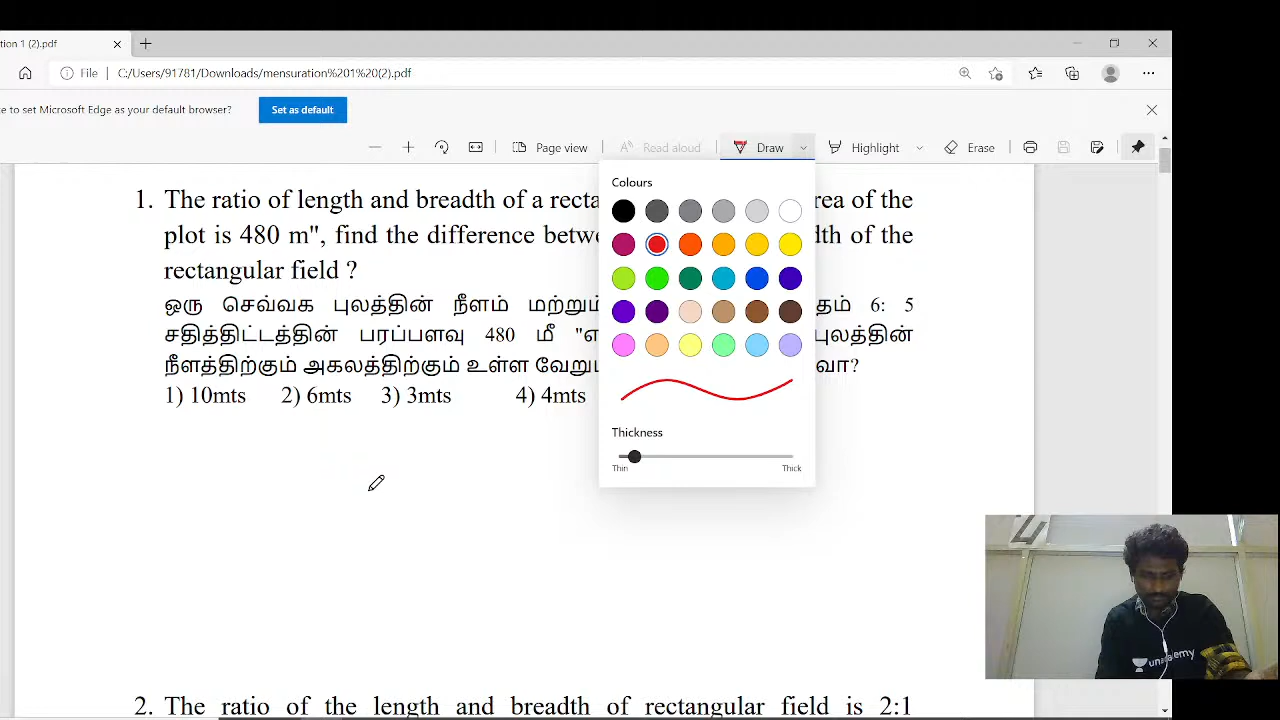 tion 1 (2).pdf
File
C:/Users/91781/Downloads/mensuration%201%20(2).pdf
e to set Microsoft Edge as your default browser?
Set as default
Page view
Read aloud
Draw
Highlight
Erase
Colours
Thickness
Thin
Thick
1. The ratio of length and breadth of a recta rea of the
plot is 480 m", find the difference betwe dth of the
rectangular field ?
ஒரு செவ்வக புலத்தின் நீளம் மற்றும் தம் 6: 5
சதித்திட்டத்தின் பரப்பளவு 480 மீ "எ புலத்தின்
நீளத்திற்கும் அகலத்திற்கும் உள்ள வேறு வா?
1) 10mts 2) 6mts 3) 3mts 4) 4mts
2. The ratio of the length and breadth of rectangular field is 2:1